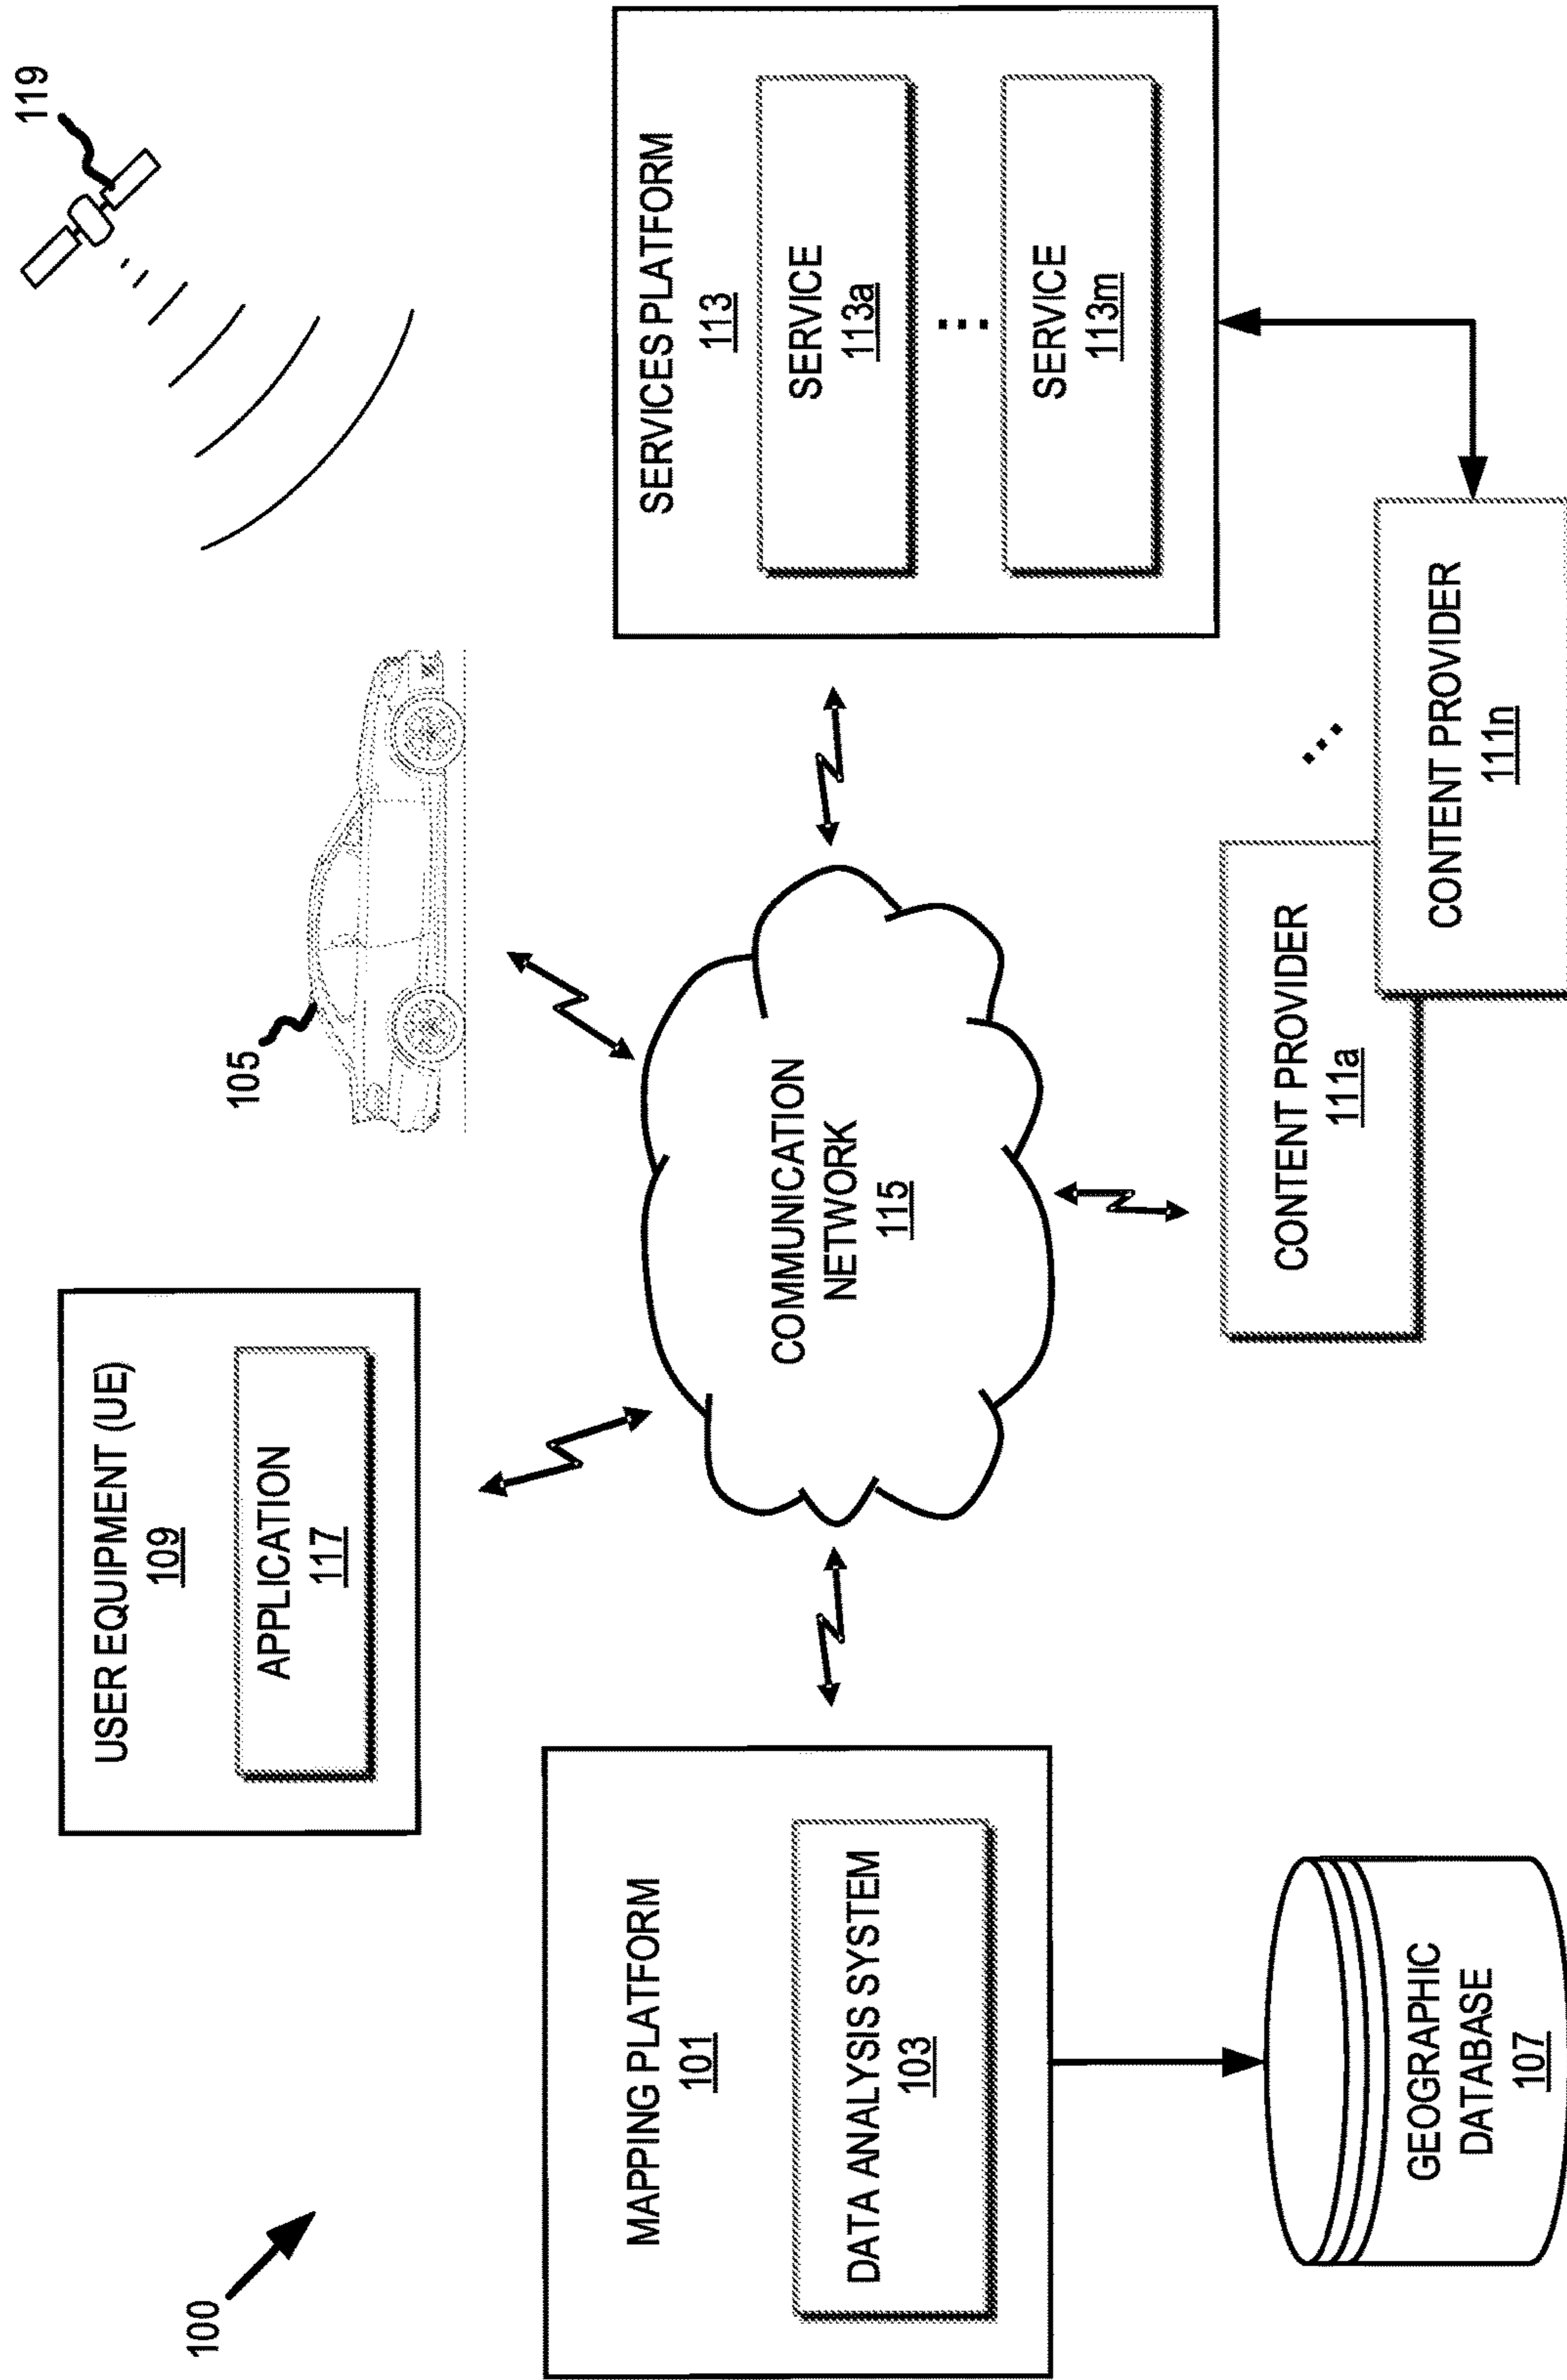 100
USER EQUIPMENT (UE)
109
APPLICATION
117
105
119
MAPPING PLATFORM
101
DATA ANALYSIS SYSTEM
103
COMMUNICATION
NETWORK
115
SERVICES PLATFORM
113
SERVICE
113a
...
SERVICE
113m
GEOGRAPHIC
DATABASE
107
CONTENT PROVIDER
111a
...
CONTENT PROVIDER
111n